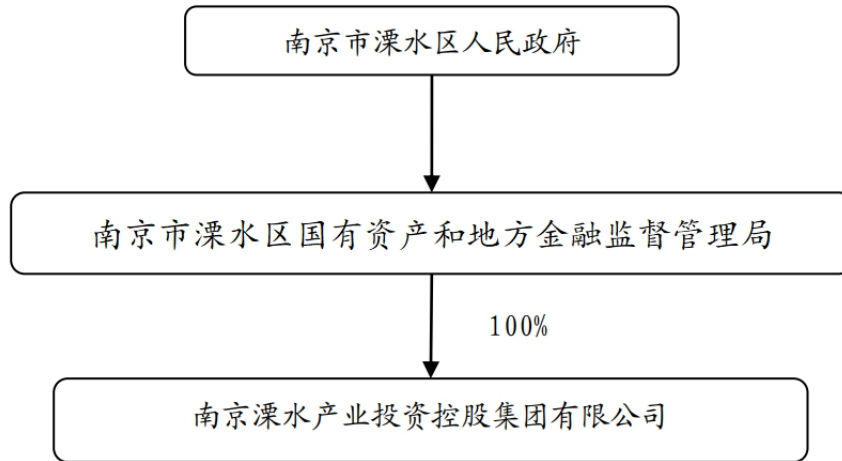 南京市溧水区人民政府
南京市溧水区国有资产和地方金融监督管理局
100%
南京溧水产业投资控股集团有限公司